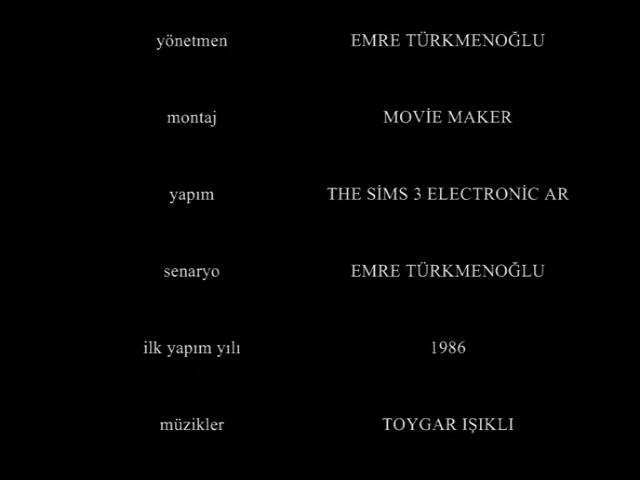 yönetmen EMRE TÜRKMENOĞLU
montaj MOVİE MAKER
yapım THE SİMS 3 ELECTRONİC AR
senaryo EMRE TÜRKMENOĞLU
ilk yapım yılı 1986
müzikler TOYGAR IŞIKLI